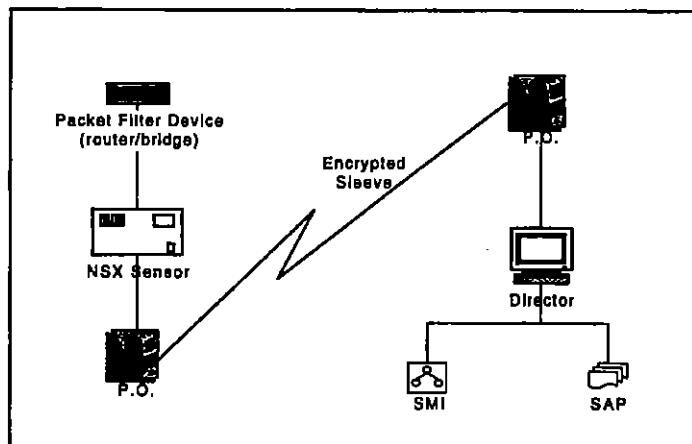 Packet Filter Device
(router/bridge)
NSX Sensor
P.O.
Encrypted
Sleeve
P.O.
Director
SMI
SAP